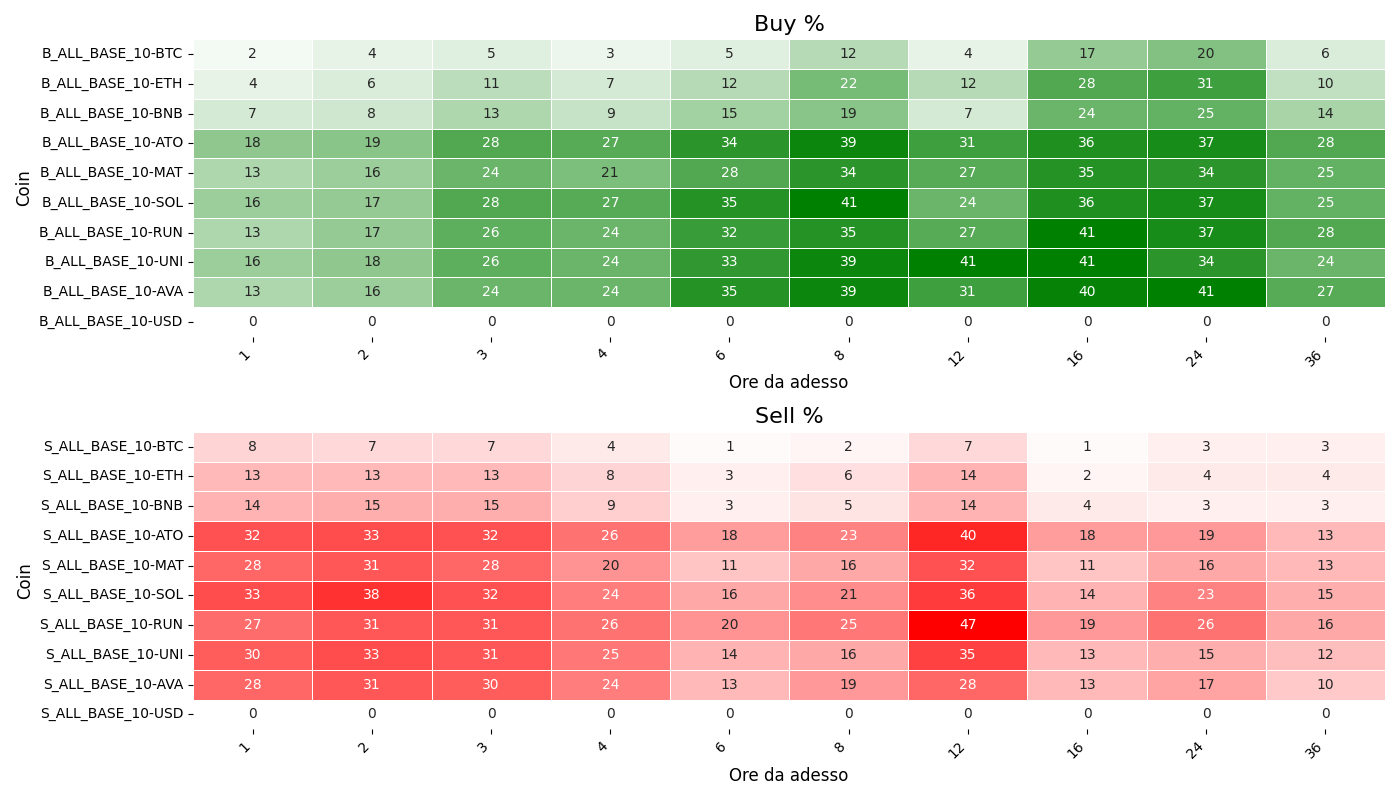 Buy %
Coin
B_ALL_BASE_10-BTC 2 4 5 3 5 12 4 17 20 6
B_ALL_BASE_10-ETH 4 6 11 7 12 22 12 28 31 10
B_ALL_BASE_10-BNB 7 8 13 9 15 19 7 24 25 14
B_ALL_BASE_10-ATO 18 19 28 27 34 39 31 36 37 28
B_ALL_BASE_10-MAT 13 16 24 21 28 34 27 35 34 25
B_ALL_BASE_10-SOL 16 17 28 27 35 41 24 36 37 25
B_ALL_BASE_10-RUN 13 17 26 24 32 35 27 41 37 28
B_ALL_BASE_10-UNI 16 18 26 24 33 39 41 41 34 24
B_ALL_BASE_10-AVA 13 16 24 24 35 39 31 40 41 27
B_ALL_BASE_10-USD 0 0 0 0 0 0 0 0 0 0
1 2 3 4 6 8 12 16 24 36
Ore da adesso
Sell %
Coin
S_ALL_BASE_10-BTC 8 7 7 4 1 2 7 1 3 3
S_ALL_BASE_10-ETH 13 13 13 8 3 6 14 2 4 4
S_ALL_BASE_10-BNB 14 15 15 9 3 5 14 4 3 3
S_ALL_BASE_10-ATO 32 33 32 26 18 23 40 18 19 13
S_ALL_BASE_10-MAT 28 31 28 20 11 16 32 11 16 13
S_ALL_BASE_10-SOL 33 38 32 24 16 21 36 14 23 15
S_ALL_BASE_10-RUN 27 31 31 26 20 25 47 19 26 16
S_ALL_BASE_10-UNI 30 33 31 25 14 16 35 13 15 12
S_ALL_BASE_10-AVA 28 31 30 24 13 19 28 13 17 10
S_ALL_BASE_10-USD 0 0 0 0 0 0 0 0 0 0
1 2 3 4 6 8 12 16 24 36
Ore da adesso